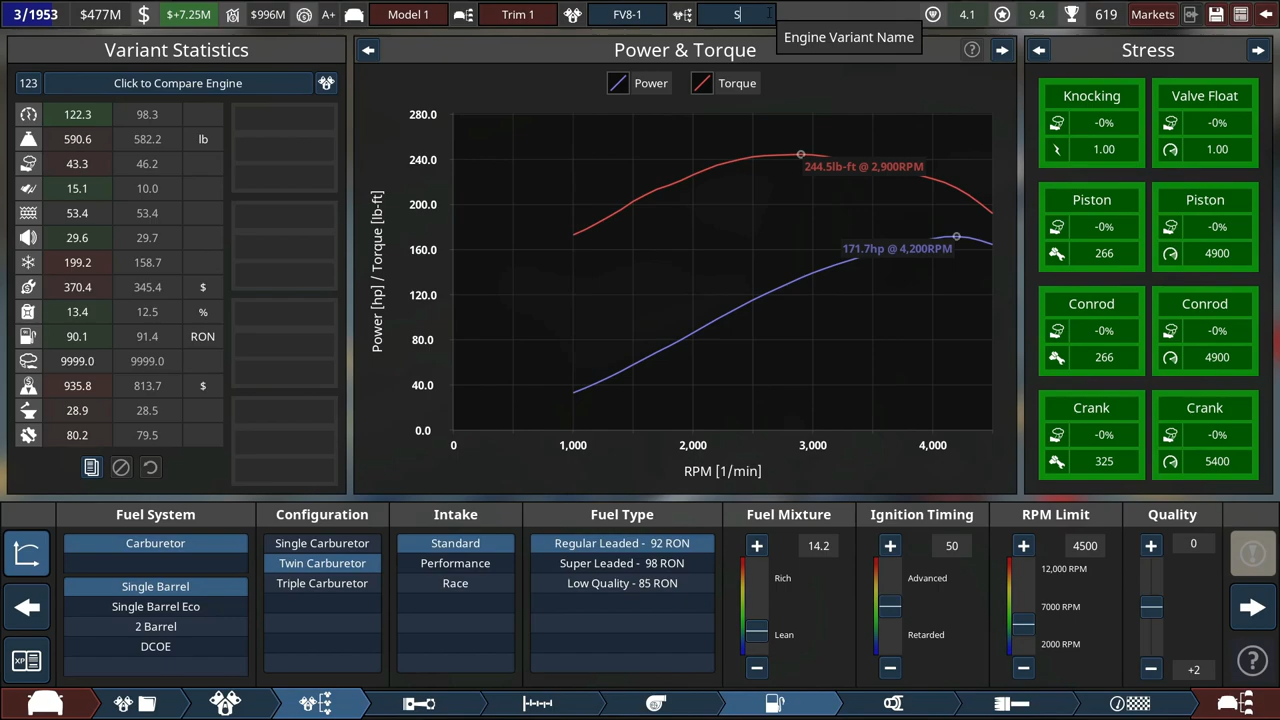 3/1953 $477M $+7.25M $996M A+ Model 1 Trim 1 FV8-1 S 4.1 9.4 619 Markets
Engine Variant Name
Variant Statistics
123 Click to Compare Engine
122.3 98.3
590.6 582.2 lb
43.3 46.2
15.1 10.0
53.4 53.4
29.6 29.7
199.2 158.7
370.4 345.4 $
13.4 12.5 %
90.1 91.4 RON
9999.0 9999.0
935.8 813.7 $
28.9 28.5
80.2 79.5
Power & Torque
Power Torque
280.0
240.0
200.0
160.0
120.0
80.0
40.0
0.0
Power [hp] / Torque [lb-ft]
244.5lb-ft @ 2,900RPM
171.7hp @ 4,200RPM
0 1,000 2,000 3,000 4,000
RPM [1/min]
Stress
Knocking Valve Float
-0% -0%
1.00 1.00
Piston Piston
-0% -0%
266 4900
Conrod Conrod
-0% -0%
266 4900
Crank Crank
-0% -0%
325 5400
Fuel System
Carburetor
Single Barrel
Single Barrel Eco
2 Barrel
DCOE
Configuration
Single Carburetor
Twin Carburetor
Triple Carburetor
Intake
Standard
Performance
Race
Fuel Type
Regular Leaded - 92 RON
Super Leaded - 98 RON
Low Quality - 85 RON
Fuel Mixture
14.2
Rich
Lean
Ignition Timing
50
Advanced
Retarded
RPM Limit
4500
12,000 RPM
7000 RPM
2000 RPM
Quality
0
+2
XP